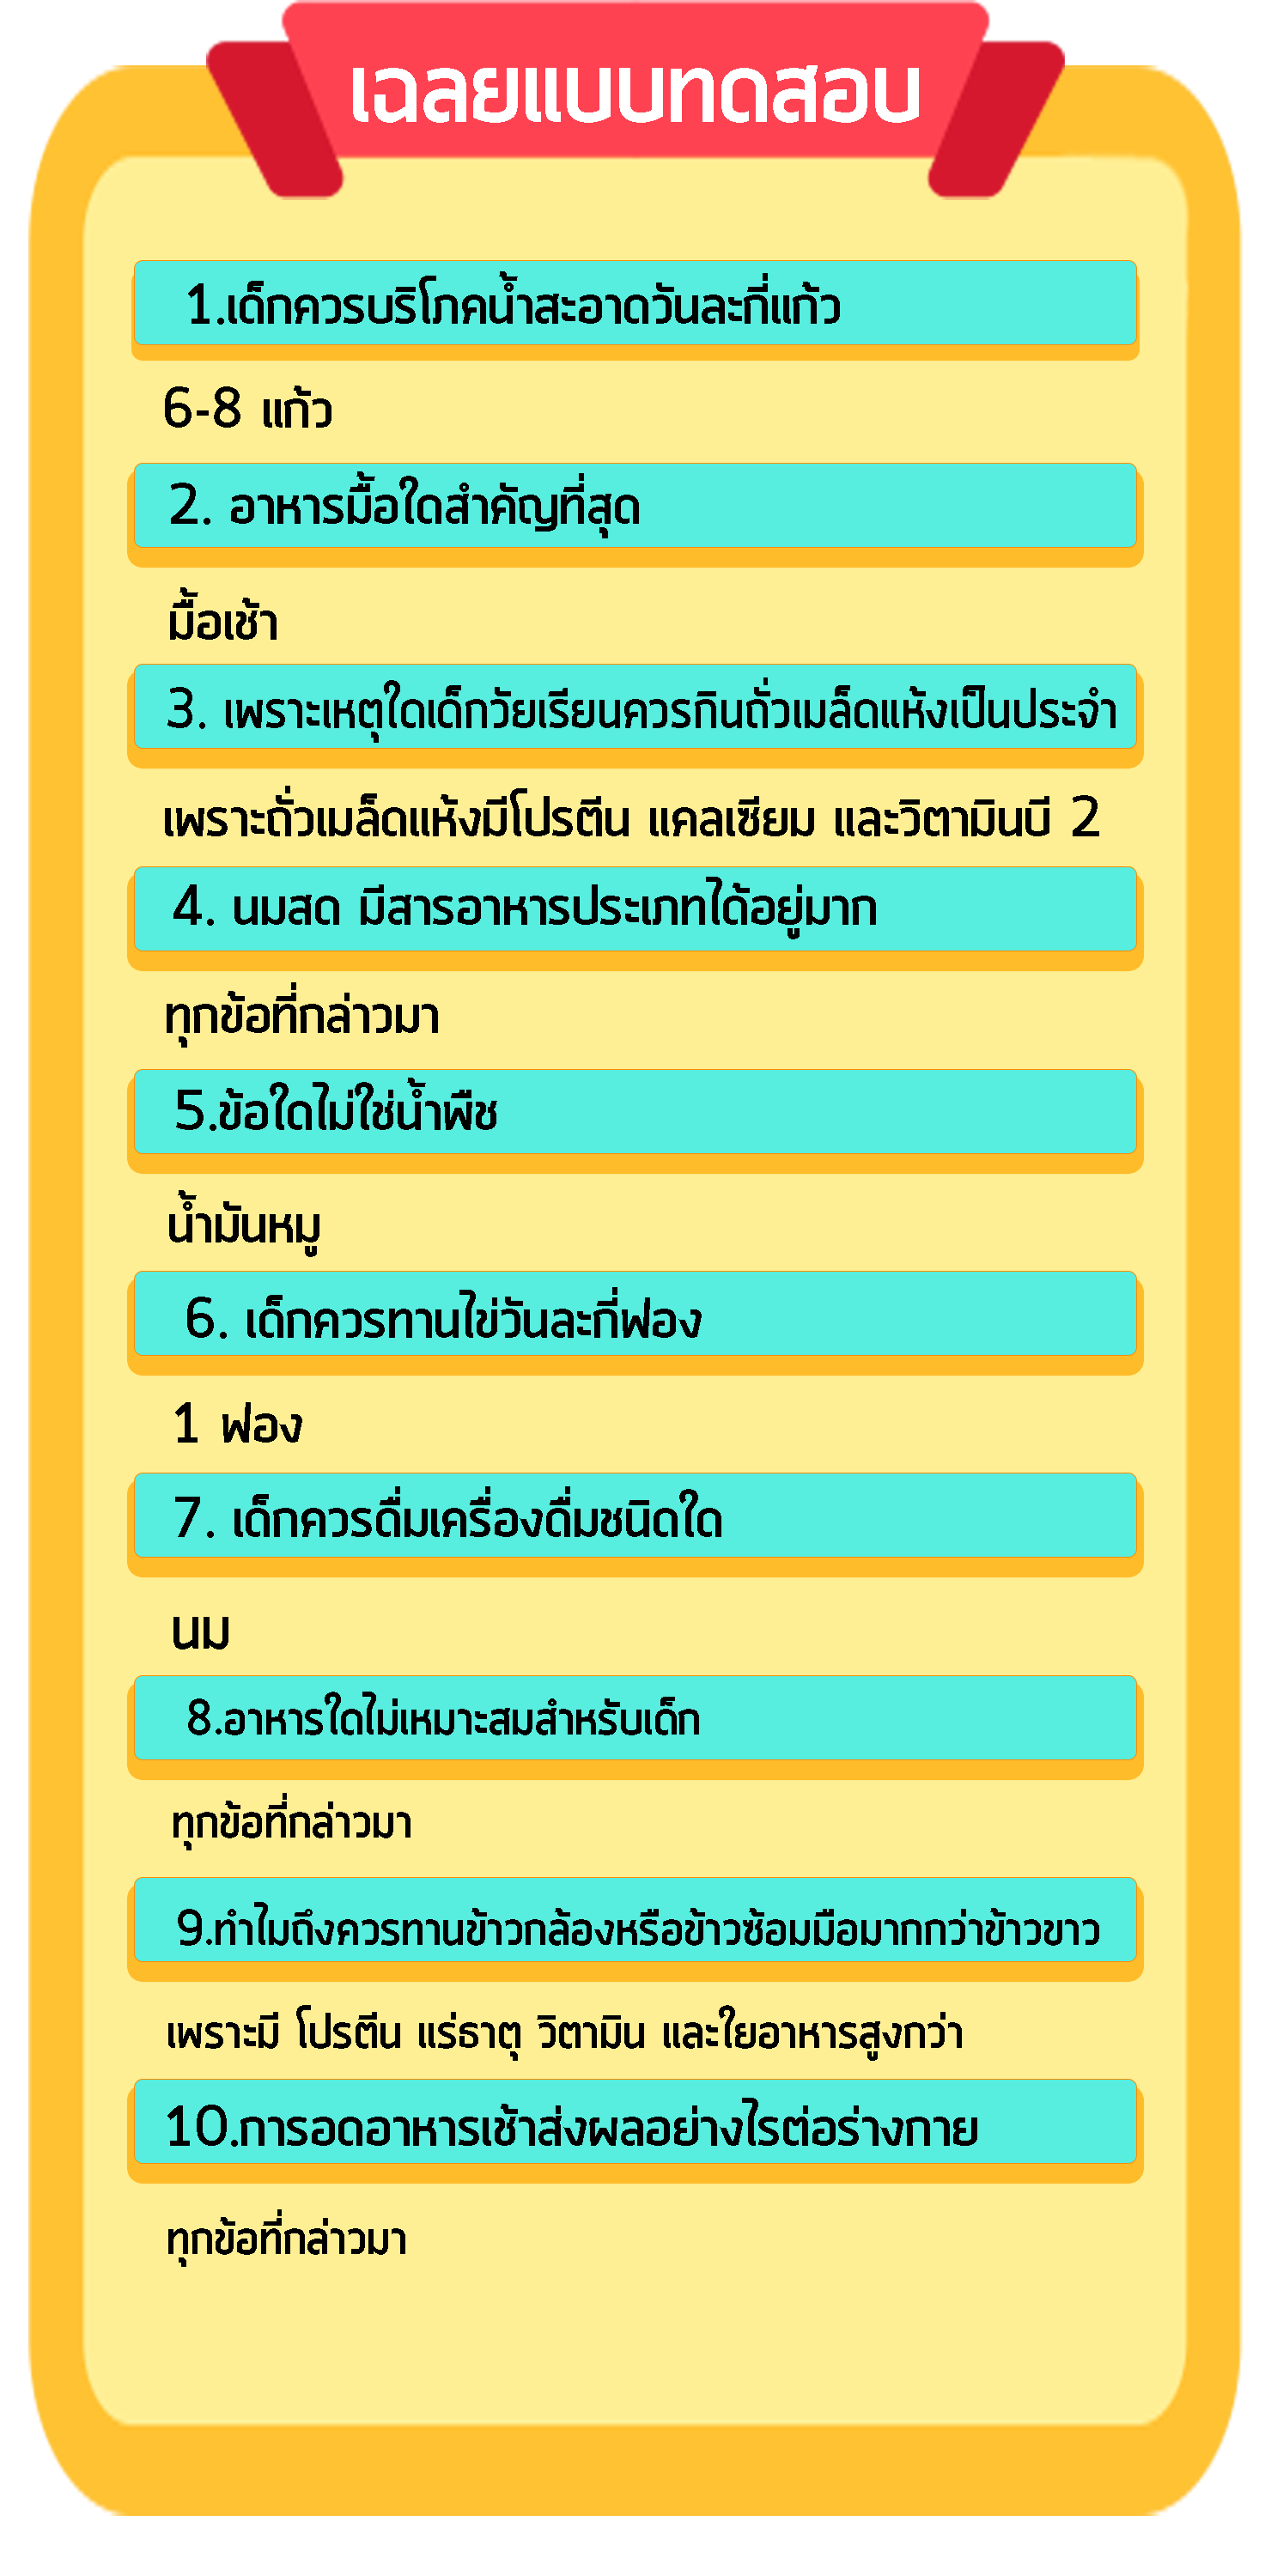 เฉลยแบบทดสอบ
1.เด็กควรบริโภคน้ำสะอาดวันละกี่แก้ว
6-8 แก้ว
2. อาหารมื้อใดสำคัญที่สุด
มื้อเช้า
3. เพราะเหตุใดเด็กวัยเรียนควรกินถั่วเมล็ดแห้งเป็นประจำ
เพราะถั่วเมล็ดแห้งมีโปรตีน แคลเซียม และวิตามินบี 2
4. นมสด มีสารอาหารประเภทได้อยู่มาก
ทุกข้อที่กล่าวมา
5.ข้อใดไม่ใช่น้ำพืช
น้ำมันหมู
6. เด็กควรทานไข่วันละกี่ฟอง
1 ฟอง
7. เด็กควรดื่มเครื่องดื่มชนิดใด
นม
8.อาหารใดไม่เหมาะสมสำหรับเด็ก
ทุกข้อที่กล่าวมา
9.ทำไมถึงควรทานข้าวกล้องหรือข้าวซ้อมมือมากกว่าข้าวขาว
เพราะมี โปรตีน แร่ธาตุ วิตามิน และใยอาหารสูงกว่า
10.การอดอาหารเช้าส่งผลอย่างไรต่อร่างกาย
ทุกข้อที่กล่าวมา